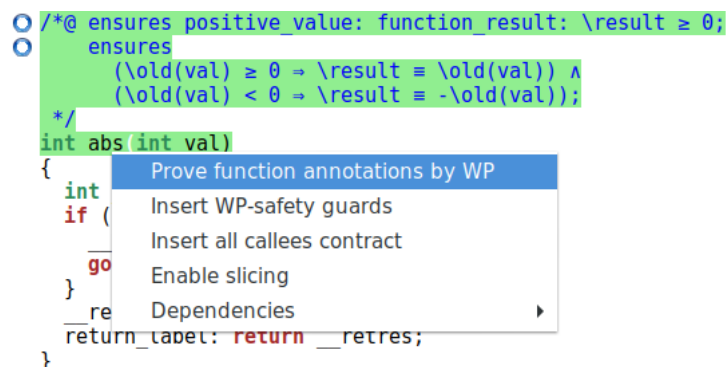 /*@ ensures positive_value: function_result: \result ≥ 0;
ensures
(\old(val) ≥ 0 ⇒ \result ≡ \old(val)) ∧
(\old(val) < 0 ⇒ \result ≡ -\old(val));
*/
int abs(int val)
{
Prove function annotations by WP
int
Insert WP-safety guards
if (
Insert all callees contract
__
go
Enable slicing
}
Dependencies
__re
return_label: return __retres;
}